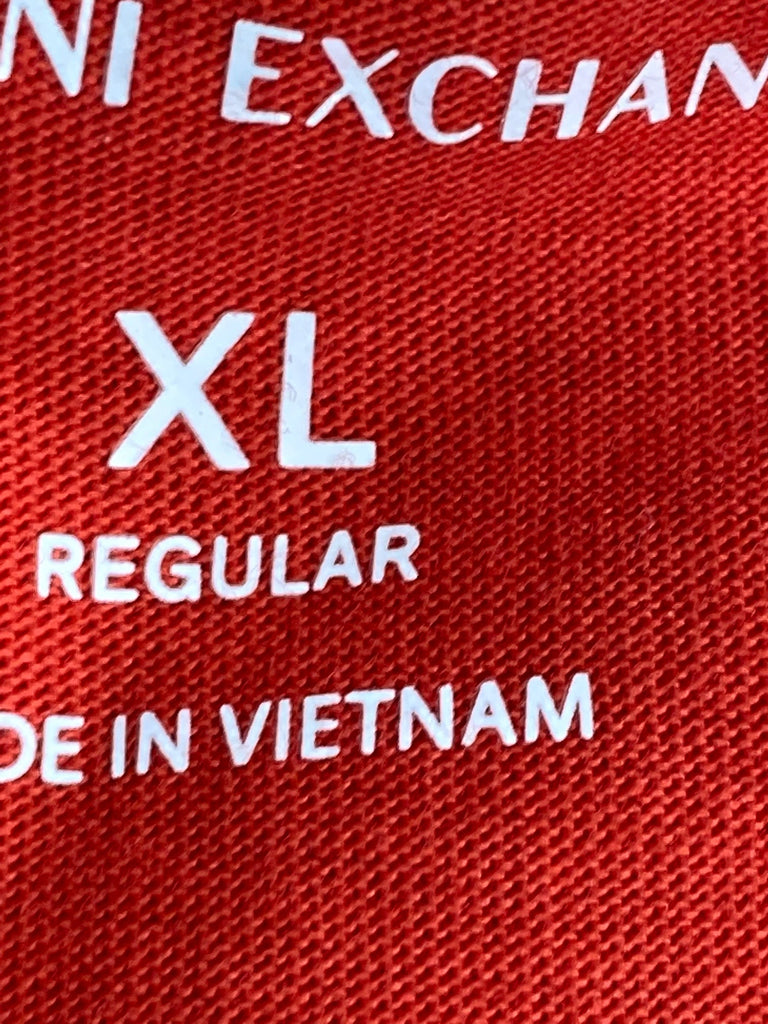 NI EXCHAN
XL
REGULAR
DE IN VIETNAM